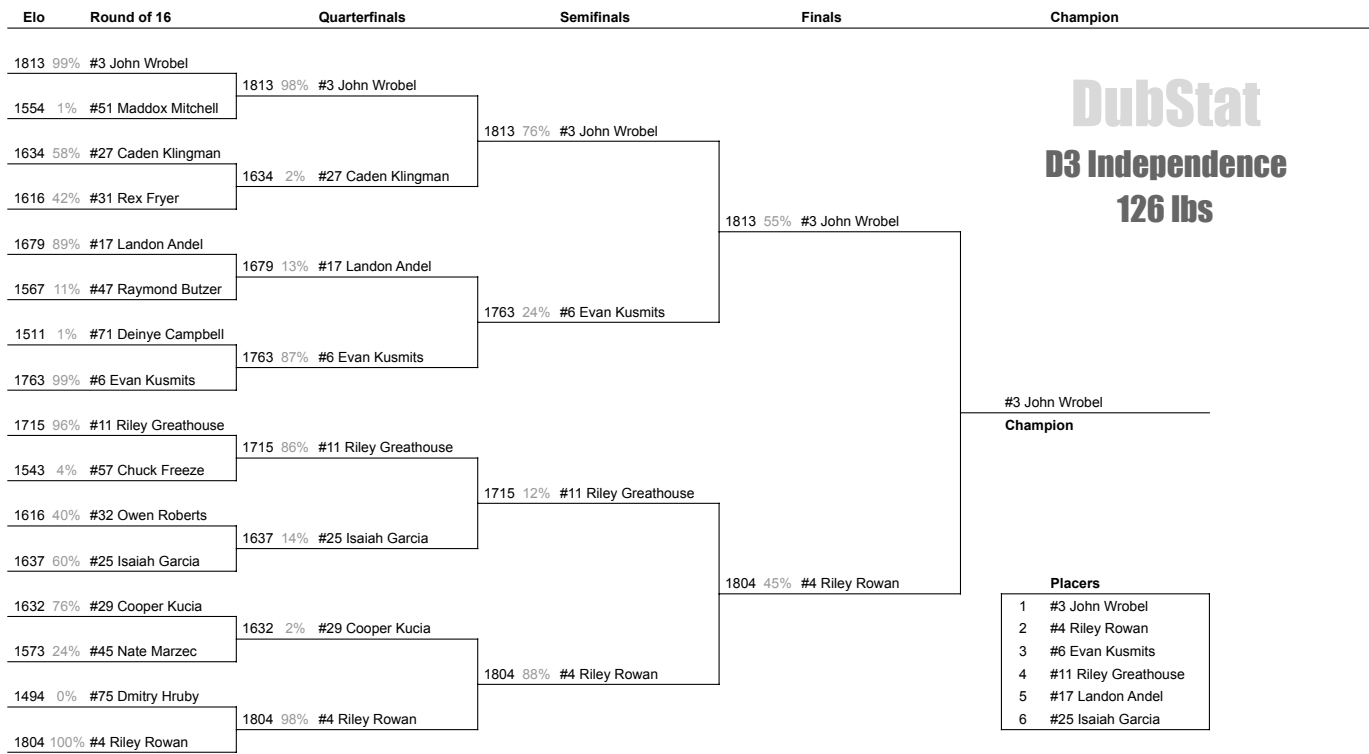 Elo Round of 16 Quarterfinals Semifinals Finals Champion
1813 99% #3 John Wrobel
1813 98% #3 John Wrobel
DubStat
1554 1% #51 Maddox Mitchell
1813 76% #3 John Wrobel
1634 58% #27 Caden Klingman
D3 Independence
1634 2% #27 Caden Klingman
1616 42% #31 Rex Fryer
126 lbs
1813 55% #3 John Wrobel
1679 89% #17 Landon Andel
1679 13% #17 Landon Andel
1567 11% #47 Raymond Butzer
1763 24% #6 Evan Kusmits
1511 1% #71 Deinye Campbell
1763 87% #6 Evan Kusmits
1763 99% #6 Evan Kusmits
#3 John Wrobel
Champion
1715 96% #11 Riley Greathouse
1715 86% #11 Riley Greathouse
1543 4% #57 Chuck Freeze
1715 12% #11 Riley Greathouse
1616 40% #32 Owen Roberts
1637 14% #25 Isaiah Garcia
1637 60% #25 Isaiah Garcia
1804 45% #4 Riley Rowan
Placers
1632 76% #29 Cooper Kucia
1 #3 John Wrobel
1632 2% #29 Cooper Kucia
2 #4 Riley Rowan
1573 24% #45 Nate Marzec
3 #6 Evan Kusmits
1804 88% #4 Riley Rowan
4 #11 Riley Greathouse
1494 0% #75 Dmitry Hruby
5 #17 Landon Andel
1804 98% #4 Riley Rowan
6 #25 Isaiah Garcia
1804 100% #4 Riley Rowan